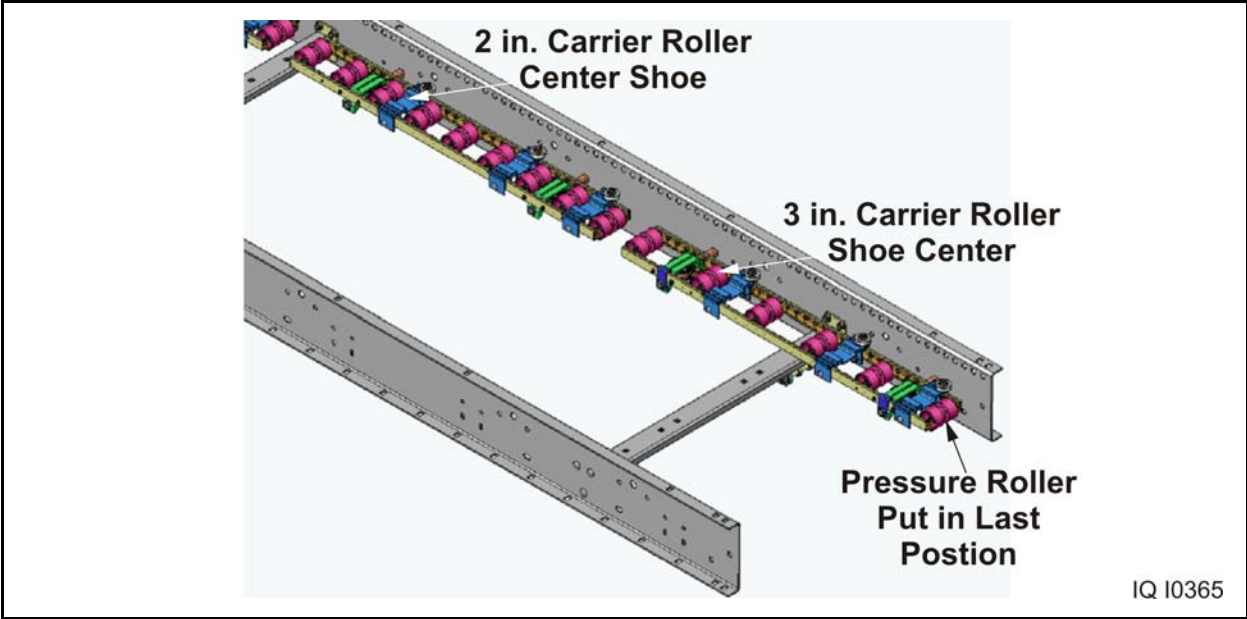 2 in. Carrier Roller
Center Shoe
3 in. Carrier Roller
Shoe Center
Pressure Roller
Put in Last
Postion
IQ I0365